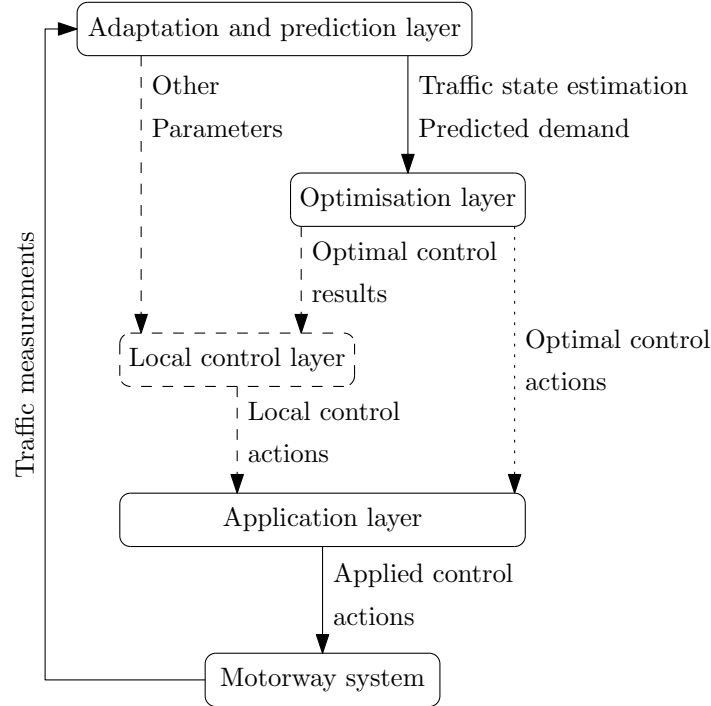 Adaptation and prediction layer
Other
Parameters
Traffic state estimation
Predicted demand
Optimisation layer
Optimal control
results
Traffic measurements
Local control layer
Optimal control
actions
Local control
actions
Application layer
Applied control
actions
Motorway system